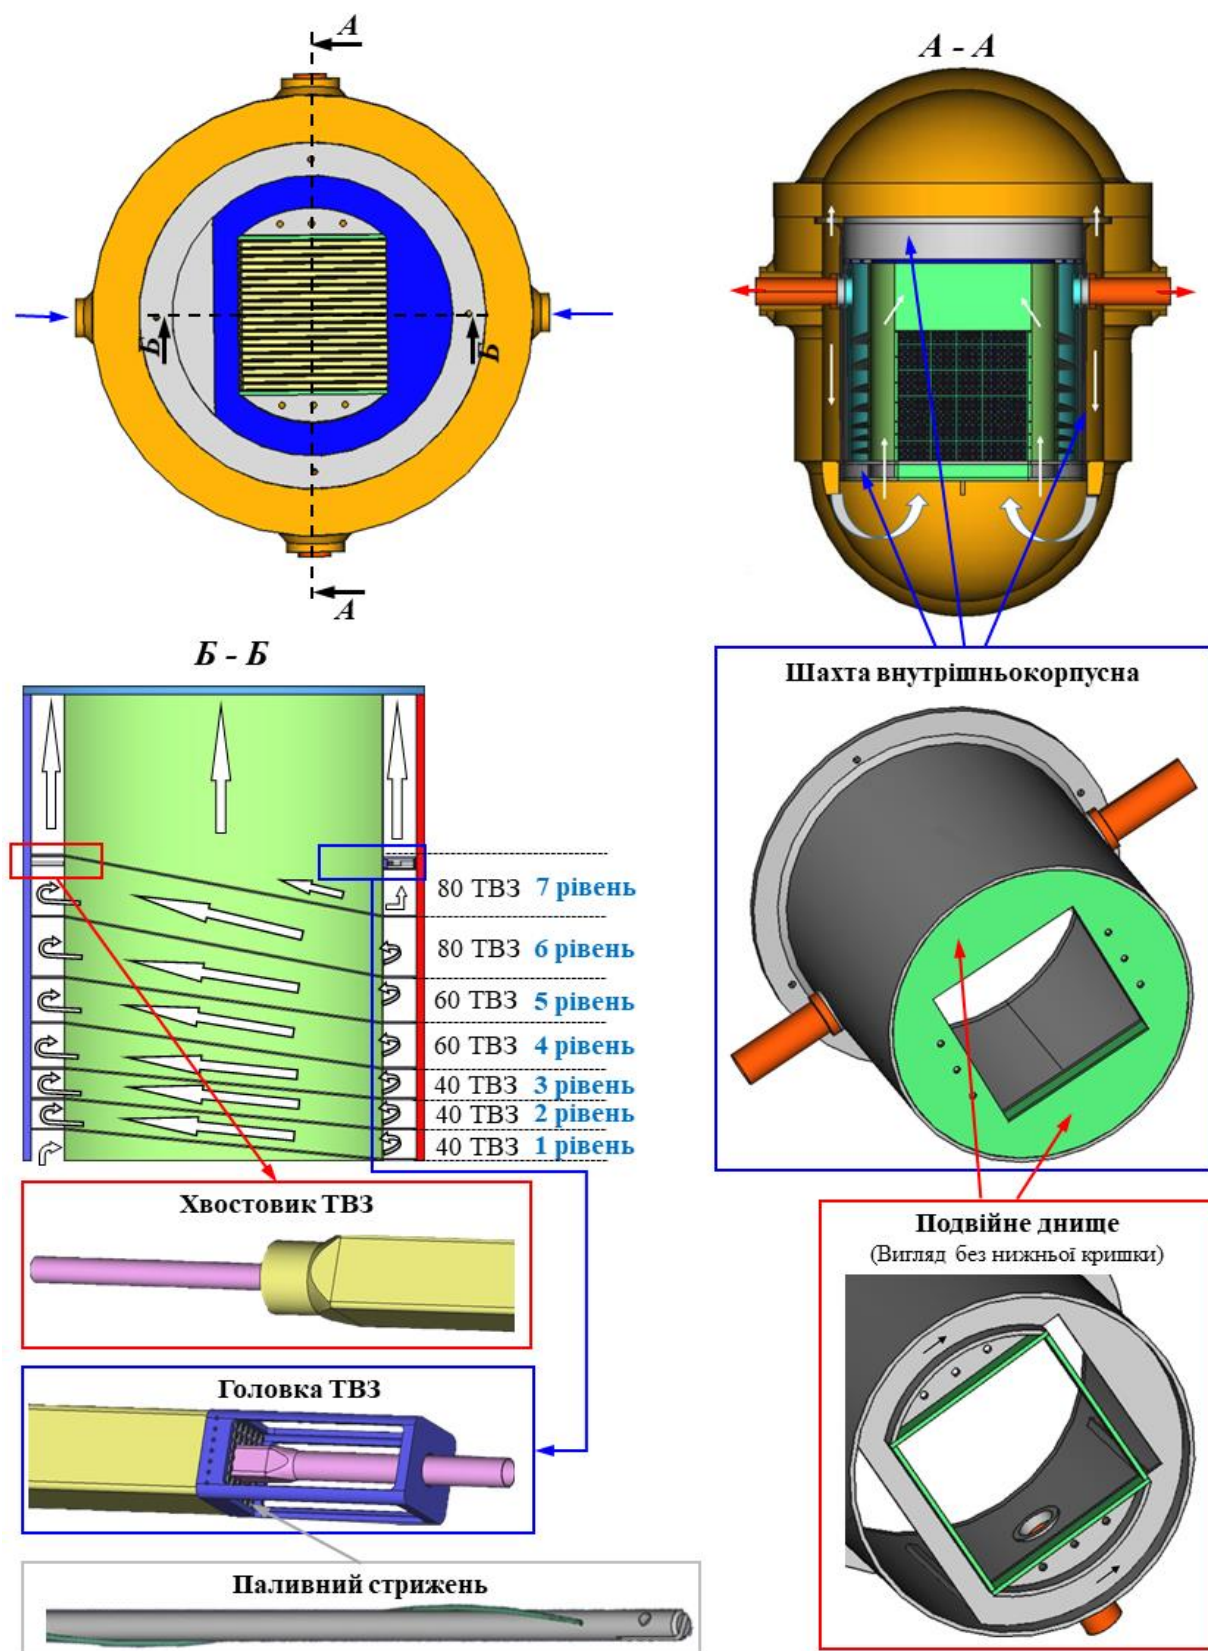 А
А - А
Б
Б
А
Б - Б
Шахта внутрішньокорпусна
80 ТВЗ 7 рівень
80 ТВЗ 6 рівень
60 ТВЗ 5 рівень
60 ТВЗ 4 рівень
40 ТВЗ 3 рівень
40 ТВЗ 2 рівень
40 ТВЗ 1 рівень
Хвостовик ТВЗ
Подвійне днище
(Вигляд без нижньої кришки)
Головка ТВЗ
Паливний стрижень